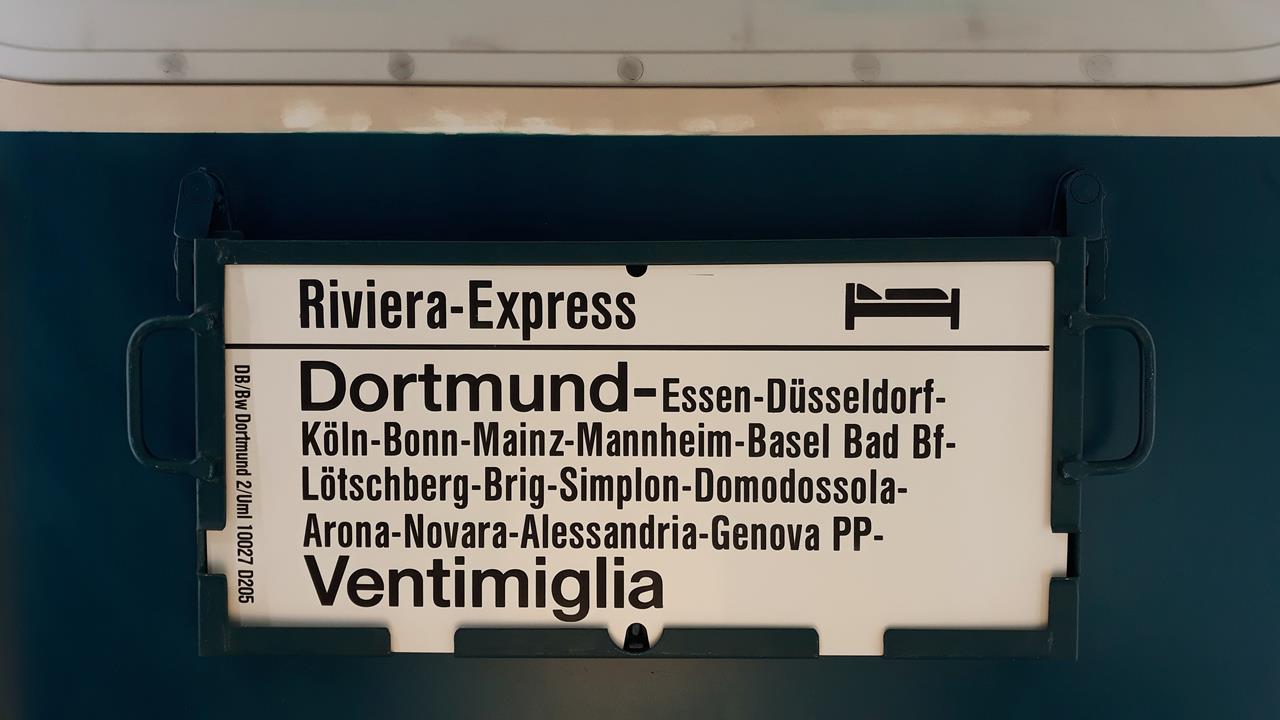 Riviera-Express
Dortmund-Essen-Düsseldorf-
Köln-Bonn-Mainz-Mannheim-Basel Bad Bf-
Lötschberg-Brig-Simplon-Domodossola-
Arona-Novara-Alessandria-Genova PP-
Ventimiglia
DB/Bw Dortmund 2/Uml 10027 D205